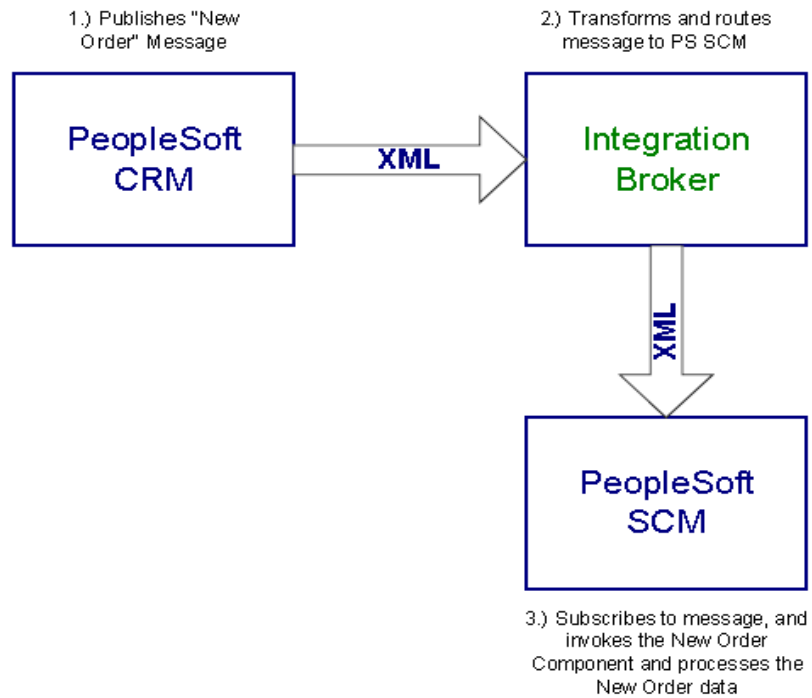 1.) Publishes "New
Order" Message
2.) Transforms and routes
message to PS SCM
PeopleSoft
CRM
XML
Integration
Broker
XML
PeopleSoft
SCM
3.) Subscribes to message, and
invokes the New Order
Component and processes the
New Order data